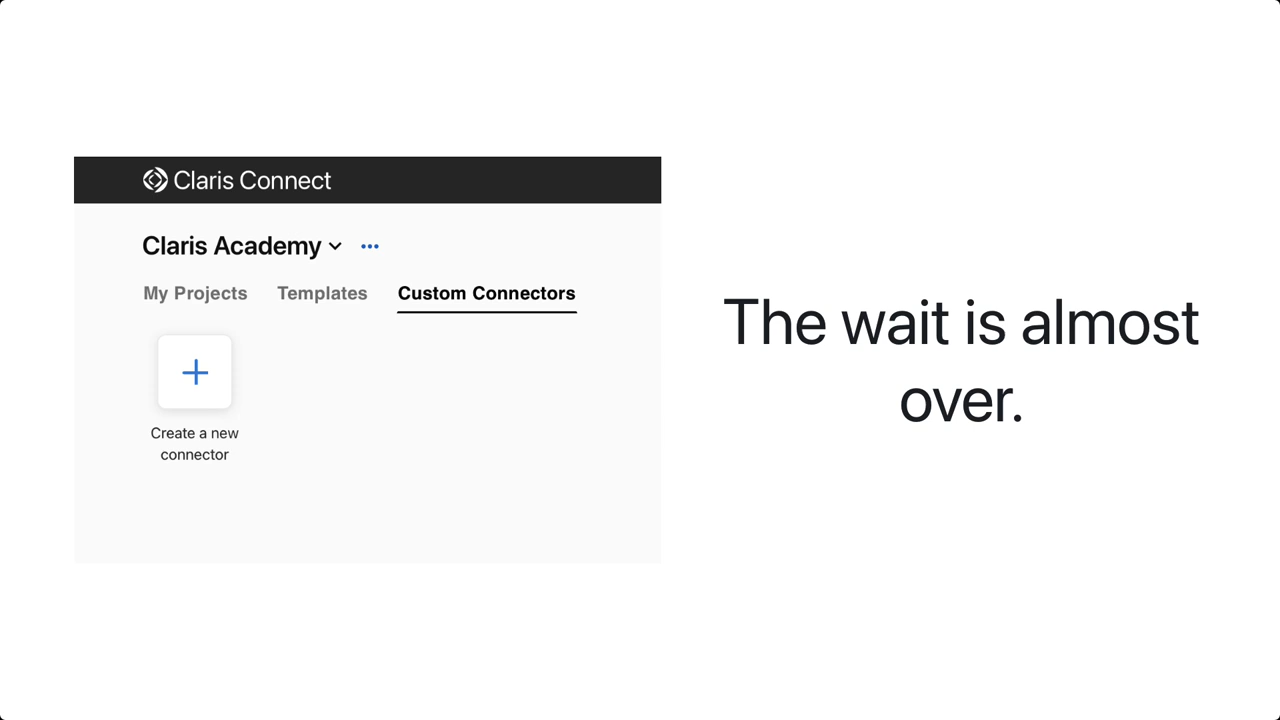 Claris Connect
Claris Academy
My Projects Templates Custom Connectors
Create a new
connector
The wait is almost
over.